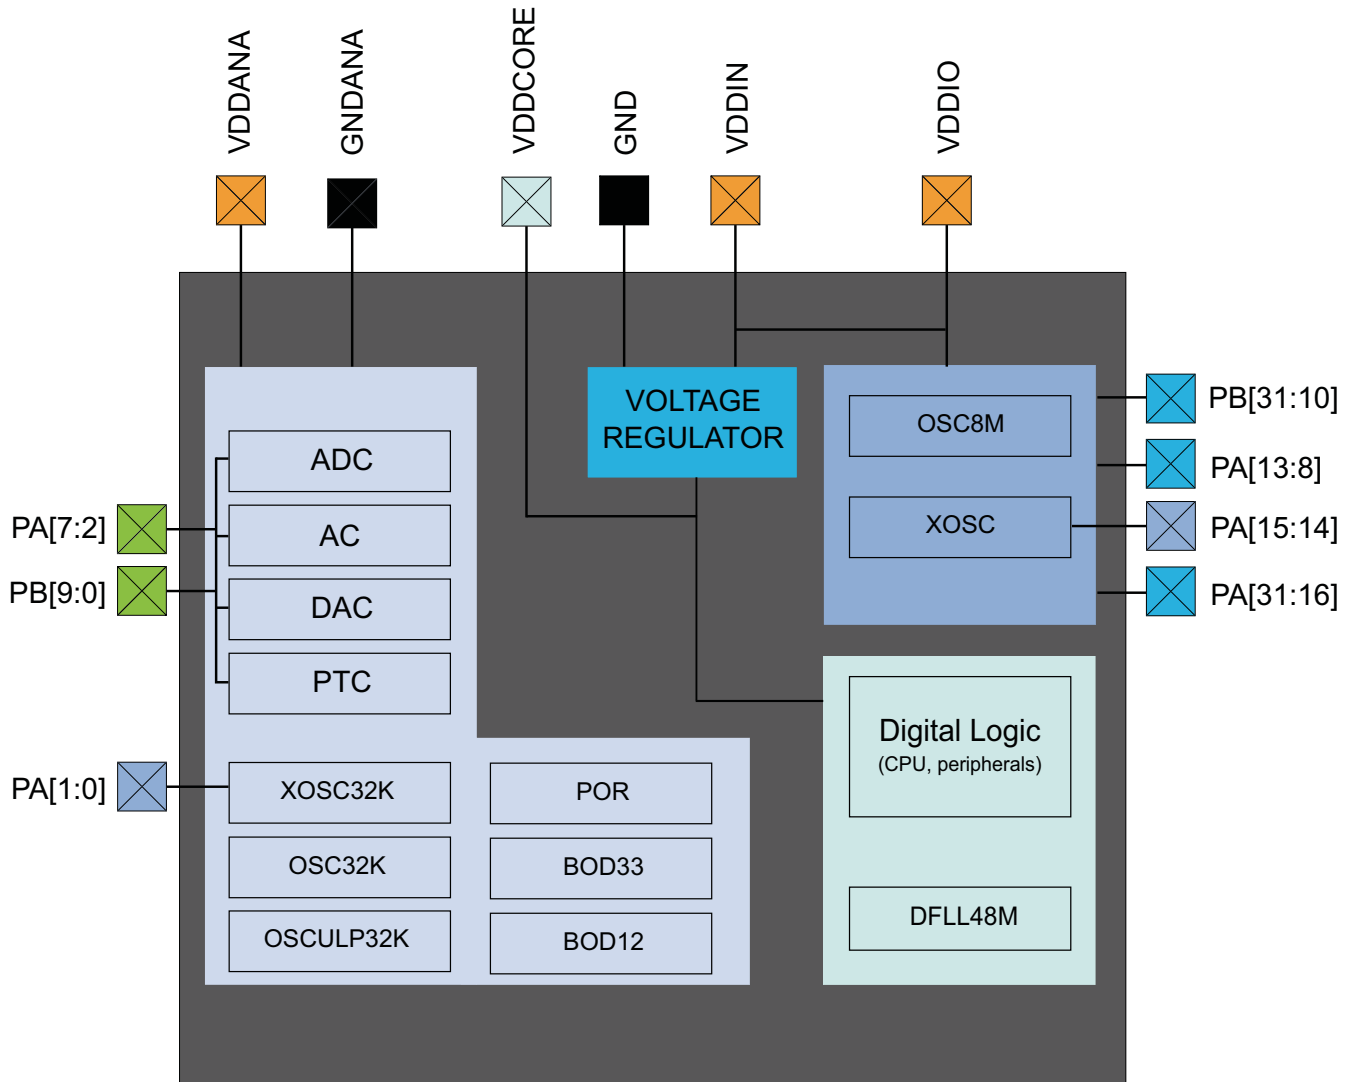 VDDANA
GNDANA
VDDCORE
GND
VDDIN
VDDIO
VOLTAGE
REGULATOR
OSC8M
XOSC
PB[31:10]
PA[13:8]
PA[15:14]
PA[31:16]
ADC
AC
DAC
PTC
PA[7:2]
PB[9:0]
PA[1:0]
XOSC32K
OSC32K
OSCULP32K
POR
BOD33
BOD12
Digital Logic
(CPU, peripherals)
DFLL48M